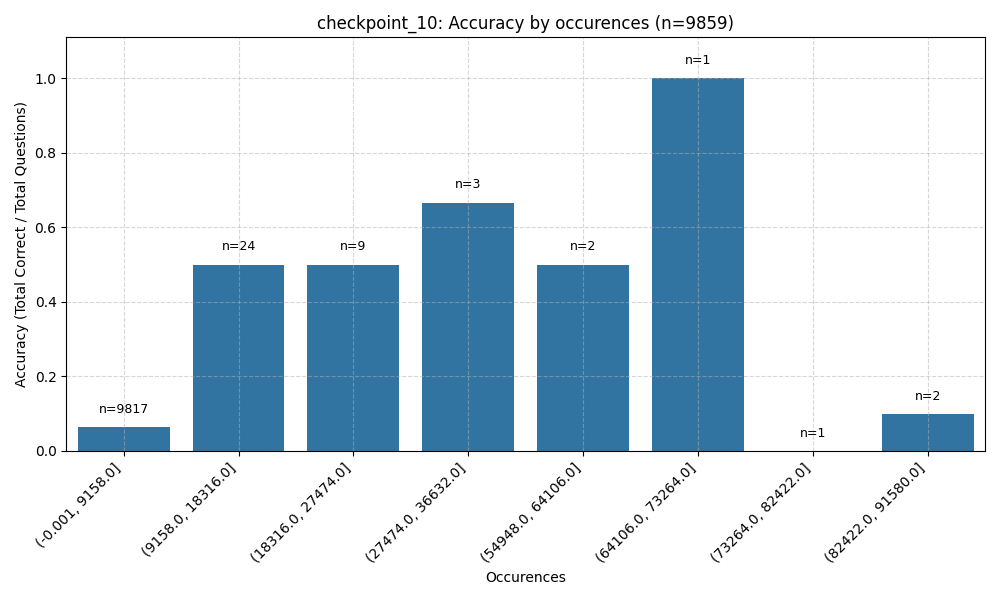 checkpoint_10: Accuracy by occurences (n=9859)
Accuracy (Total Correct / Total Questions)
1.0
0.8
0.6
0.4
0.2
0.0
n=9817
n=24
n=9
n=3
n=2
n=1
n=1
n=2
(-0.001, 9158.0]
(9158.0, 18316.0]
(18316.0, 27474.0]
(27474.0, 36632.0]
(54948.0, 64106.0]
(64106.0, 73264.0]
(73264.0, 82422.0]
(82422.0, 91580.0]
Occurences